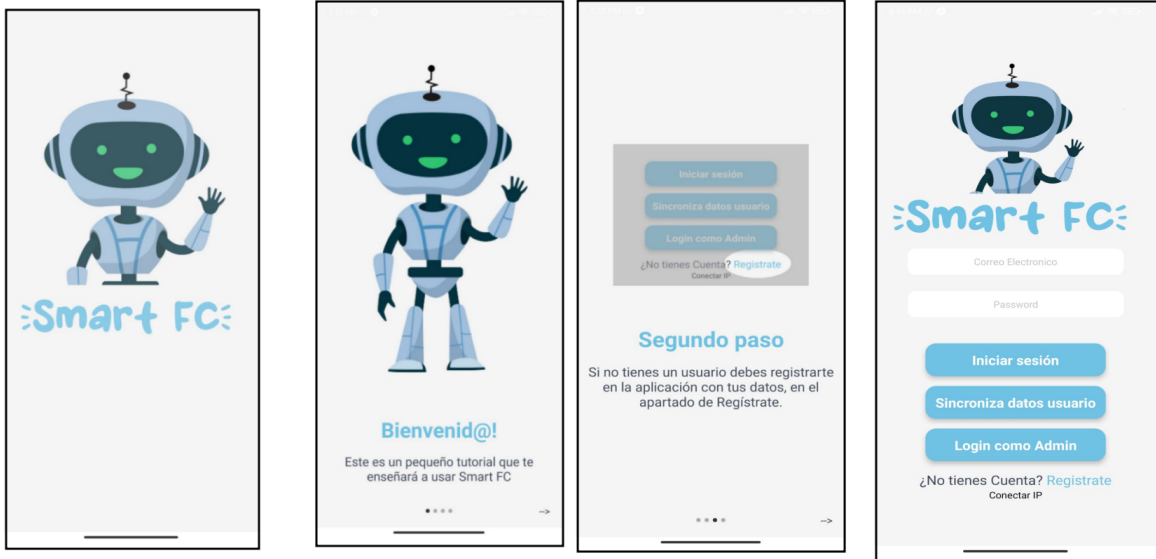 Smart FC
Bienvenid@!
Este es un pequeño tutorial que te
enseñará a usar Smart FC
-->
Iniciar sesión
Sincroniza datos usuario
Login como Admin
¿No tienes Cuenta? Registrate
Conectar IP
Segundo paso
Si no tienes un usuario debes registrarte
en la aplicación con tus datos, en el
apartado de Regístrate.
-->
Smart FC
Correo Electronico
Password
Iniciar sesión
Sincroniza datos usuario
Login como Admin
¿No tienes Cuenta? Registrate
Conectar IP